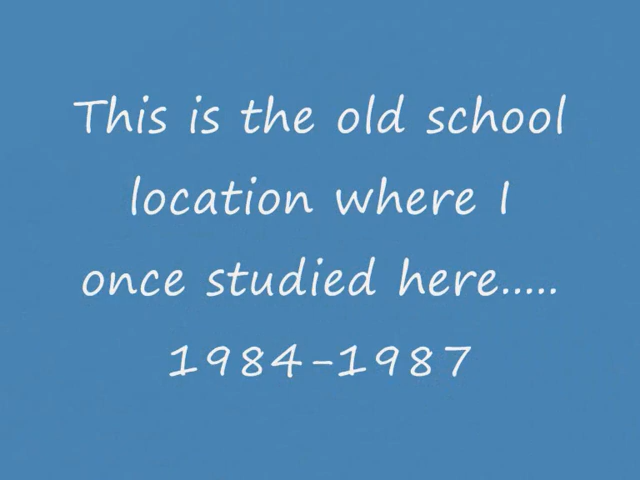 This is the old school
location where I
once studied here.....
1984-1987